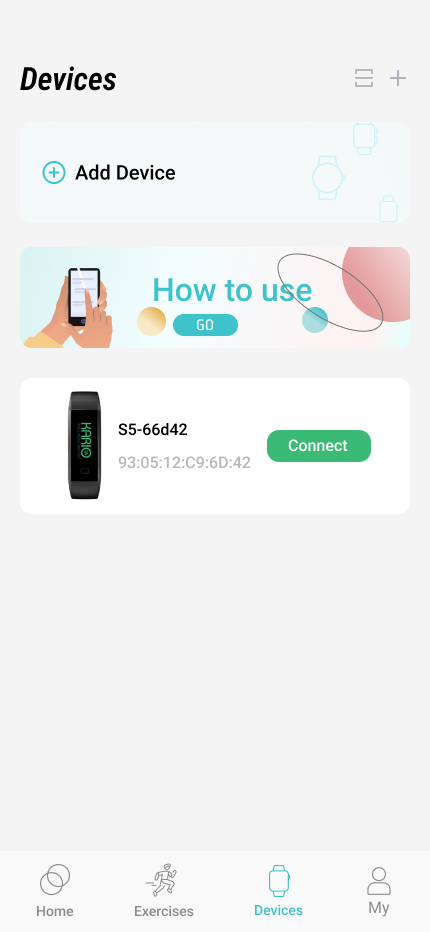 Devices
Add Device
How to use
GO
S5-66d42
93:05:12:C9:6D:42
Connect
KARIO
Home
Exercises
Devices
My